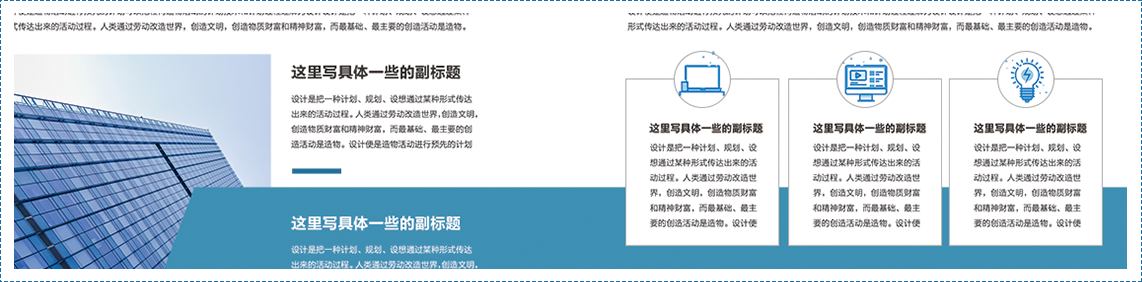 传达出来的活动过程。人类通过劳动改造世界，创造文明，创造物质财富和精神财富，而最基础、最主要的创造活动是造物。
这里写具体一些的副标题
设计是把一种计划、规划、设想通过某种形式传达
出来的活动过程。人类通过劳动改造世界,创造文明,
创造物质财富和精神财富，而最基础、最主要的创
造活动是造物。设计便是造物活动进行预先的计划
这里写具体一些的副标题
设计是把一种计划、规划、设想通过某种形式传达
出来的活动过程。人类通过劳动改造世界,创造文明,
形式传达出来的活动过程。人类通过劳动改造世界，创造文明，创造物质财富和精神财富，而最基础、最主要的创造活动是造物。
这里写具体一些的副标题
设计是把一种计划、规划、设
想通过某种形式传达出来的活
动过程。人类通过劳动改造世
界，创造文明，创造物质财富
和精神财富，而最基础、最主
要的创造活动是造物。设计便
这里写具体一些的副标题
设计是把一种计划、规划、设
想通过某种形式传达出来的活
动过程。人类通过劳动改造世
界，创造文明，创造物质财富
和精神财富，而最基础、最主
要的创造活动是造物。设计便
这里写具体一些的副标题
设计是把一种计划、规划、设
想通过某种形式传达出来的活
动过程。人类通过劳动改造世
界，创造文明，创造物质财富
和精神财富，而最基础、最主
要的创造活动是造物。设计便